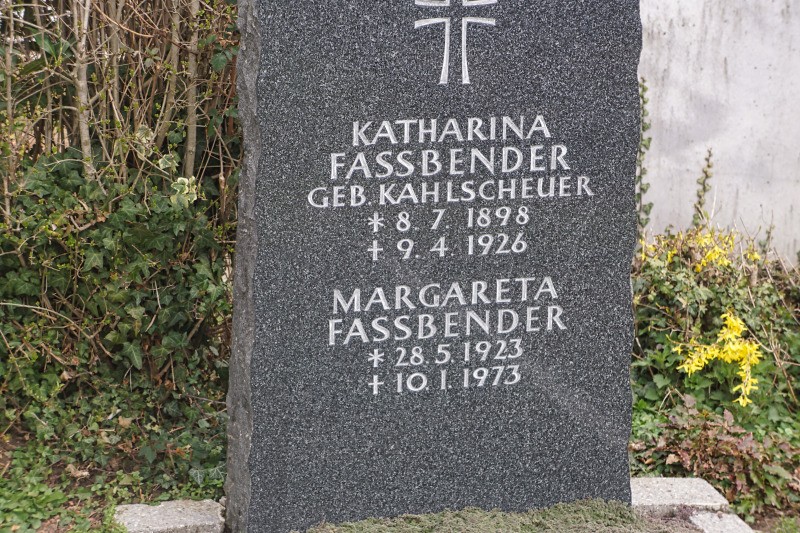 KATHARINA
FASSBENDER
GEB. KAHLSCHEUER
* 8. 7. 1898
† 9. 4. 1926
MARGARETA
FASSBENDER
* 28. 5. 1923
† 10. 1. 1973